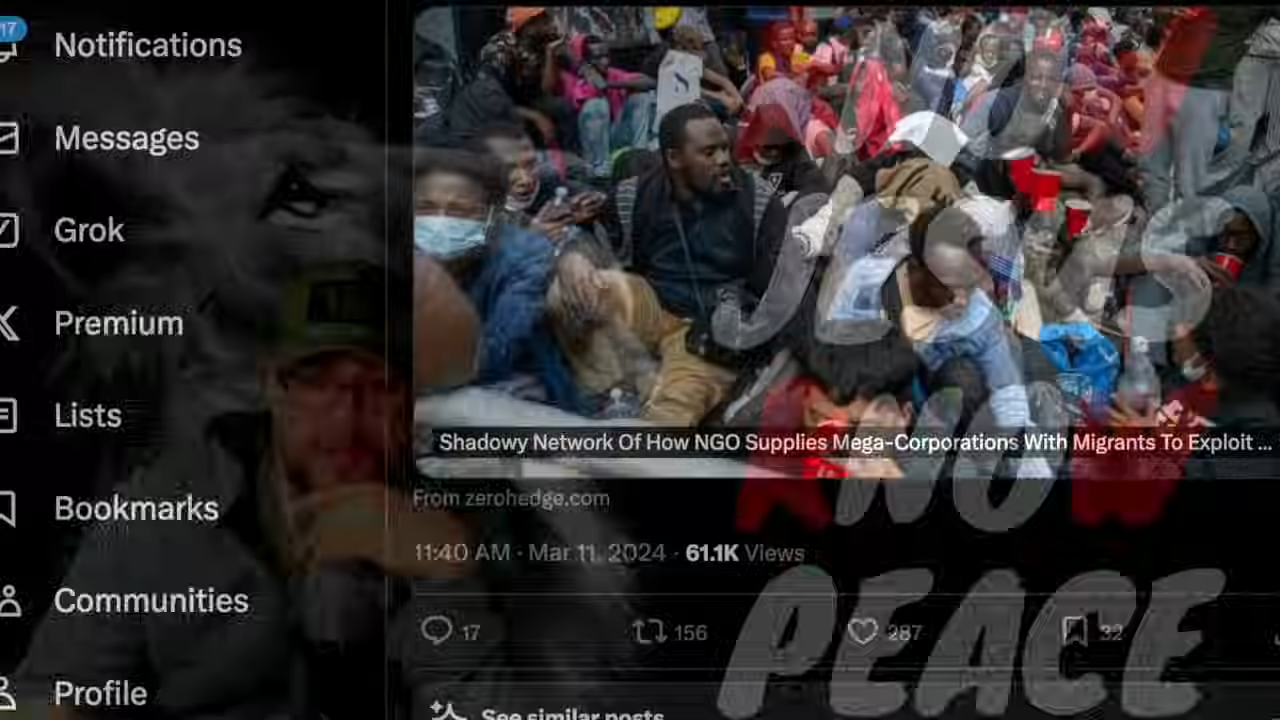 17
Notifications
Messages
Grok
Premium
Lists
Bookmarks
Communities
Profile
JESUS
Shadowy Network Of How NGO Supplies Mega-Corporations With Migrants To Exploit ...
From zerohedge.com
KNOW
11:40 AM · Mar 11, 2024 · 61.1K Views
PEACE
17 156 287 32
See similar posts